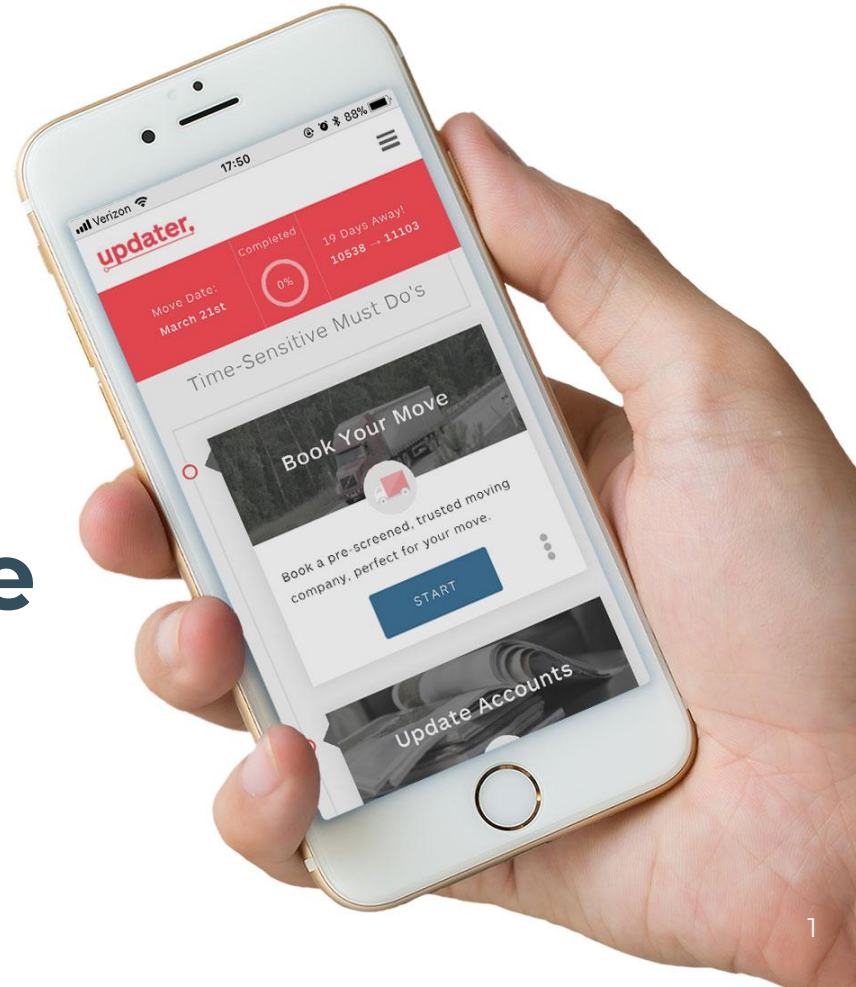 Verizon 17:50 88%
updater
Move Date:
March 21st
Completed
0%
19 Days Away!
10538 → 11103
Time-Sensitive Must Do's
Book Your Move
Book a pre-screened, trusted moving
company, perfect for your move.
START
Update Accounts
e
1